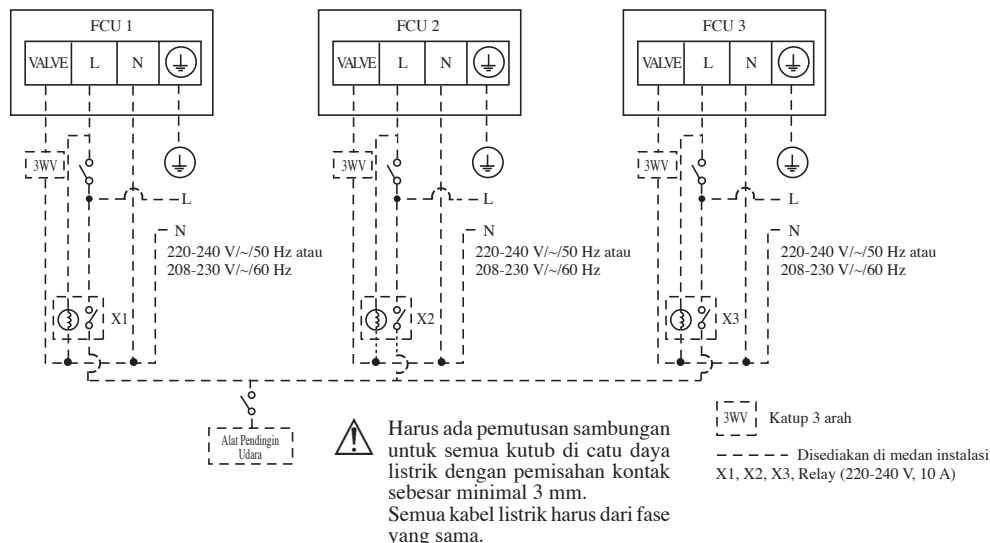 FCU 1
VALVE L N
3WV
L
N
220-240 V/~/50 Hz atau
208-230 V/~/60 Hz
X1
FCU 2
VALVE L N
3WV
L
N
220-240 V/~/50 Hz atau
208-230 V/~/60 Hz
X2
FCU 3
VALVE L N
3WV
L
N
220-240 V/~/50 Hz atau
208-230 V/~/60 Hz
X3
Alat Pendingin
Udara
Harus ada pemutusan sambungan
untuk semua kutub di catu daya
listrik dengan pemisahan kontak
sebesar minimal 3 mm.
Semua kabel listrik harus dari fase
yang sama.
3WV Katup 3 arah
Disediakan di medan instalasi
X1, X2, X3, Relay (220-240 V, 10 A)